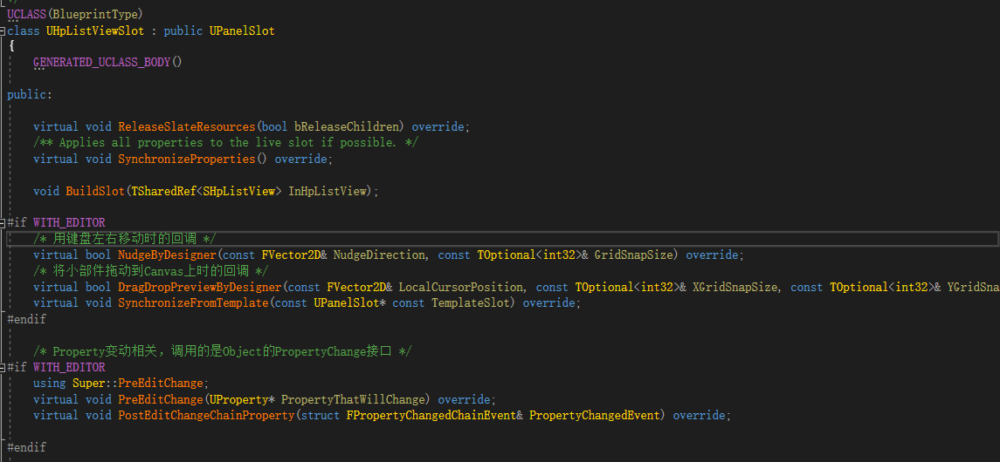 */
UCLASS(BlueprintType)
class UHpListViewSlot : public UPanelSlot
{
GENERATED_UCLASS_BODY()
public:
virtual void ReleaseSlateResources(bool bReleaseChildren) override;
/** Applies all properties to the live slot if possible. */
virtual void SynchronizeProperties() override;
void BuildSlot(TSharedRef<SHpListView> InHpListView);
#if WITH_EDITOR
/* 用键盘左右移动时的回调 */
virtual bool NudgeByDesigner(const FVector2D& NudgeDirection, const TOptional<int32>& GridSnapSize) override;
/* 将小部件拖动到Canvas上时的回调 */
virtual bool DragDropPreviewByDesigner(const FVector2D& LocalCursorPosition, const TOptional<int32>& XGridSnapSize, const TOptional<int32>& YGridSna
virtual void SynchronizeFromTemplate(const UPanelSlot* const TemplateSlot) override;
#endif
/* Property变动相关，调用的是Object的PropertyChange接口 */
#if WITH_EDITOR
using Super::PreEditChange;
virtual void PreEditChange(UProperty* PropertyThatWillChange) override;
virtual void PostEditChangeChainProperty(struct FPropertyChangedChainEvent& PropertyChangedEvent) override;
#endif